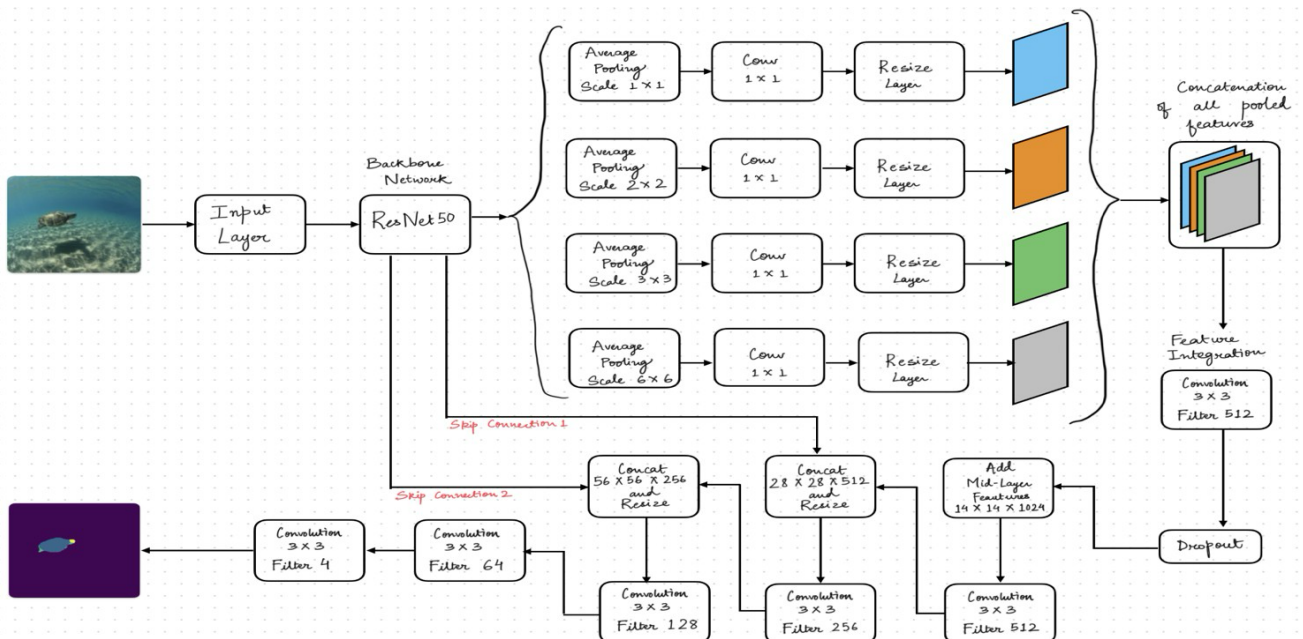 Input
Layer
Backbone
Network
ResNet 50
Average
Pooling
Scale 1 x 1
Conv
1 x 1
Resize
Layer
Average
Pooling
Scale 2 x 2
Conv
1 x 1
Resize
Layer
Average
Pooling
Scale 3 x 3
Conv
1 x 1
Resize
Layer
Average
Pooling
Scale 6 x 6
Conv
1 x 1
Resize
Layer
Concatenation
of all pooled
features
Feature
Integration
Convolution
3 x 3
Filter 512
Dropout
Add
Mid-Layer
Features
14 x 14 x 1024
Convolution
3 x 3
Filter 512
Skip Connection 1
Concat
28 x 28 x 512
and
Resize
Convolution
3 x 3
Filter 256
Skip Connection 2
Concat
56 x 56 x 256
and
Resize
Convolution
3 x 3
Filter 128
Convolution
3 x 3
Filter 64
Convolution
3 x 3
Filter 4